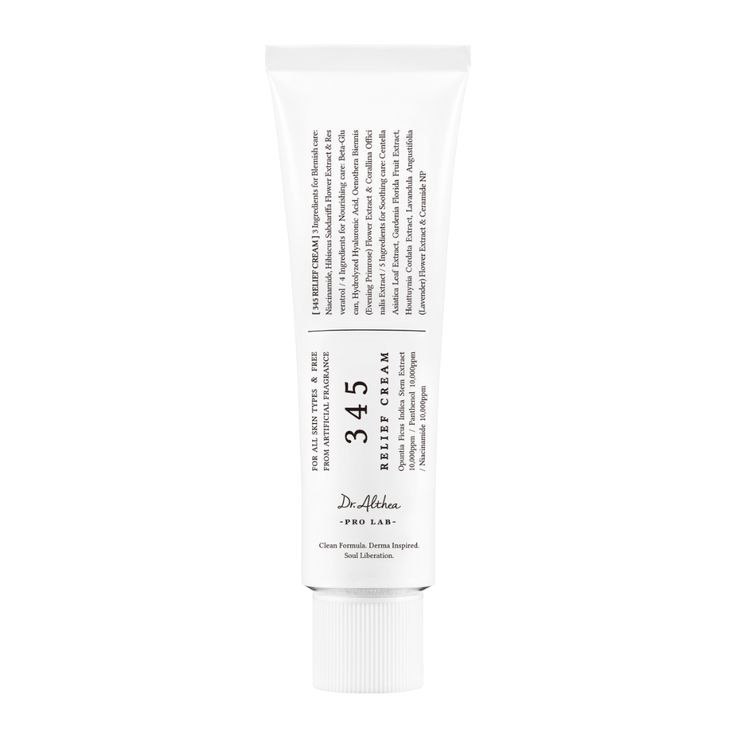 [ 345 RELIEF CREAM ] 3 Ingredients for Blemish care:
Niacinamide, Hibiscus Sabdariffa Flower Extract & Res
veratrol / 4 Ingredients for Nourishing care: Beta-Glu
can, Hydrolyzed Hyaluronic Acid, Oenothera Biennis
(Evening Primrose) Flower Extract & Corallina Offici
nalis Extract / 5 Ingredients for Soothing care: Centella
Asiatica Leaf Extract, Gardenia Florida Fruit Extract,
Houttuynia Cordata Extract, Lavandula Angustifolia
(Lavender) Flower Extract & Ceramide NP
FOR ALL SKIN TYPES & FREE
FROM ARTIFICIAL FRAGRANCE
345
RELIEF CREAM
Opuntia Ficus Indica Stem Extract
10,000ppm / Panthenol 10,000ppm
/ Niacinamide 10,000ppm
Dr. Althea
-PRO LAB-
Clean Formula. Derma Inspired.
Soul Liberation.